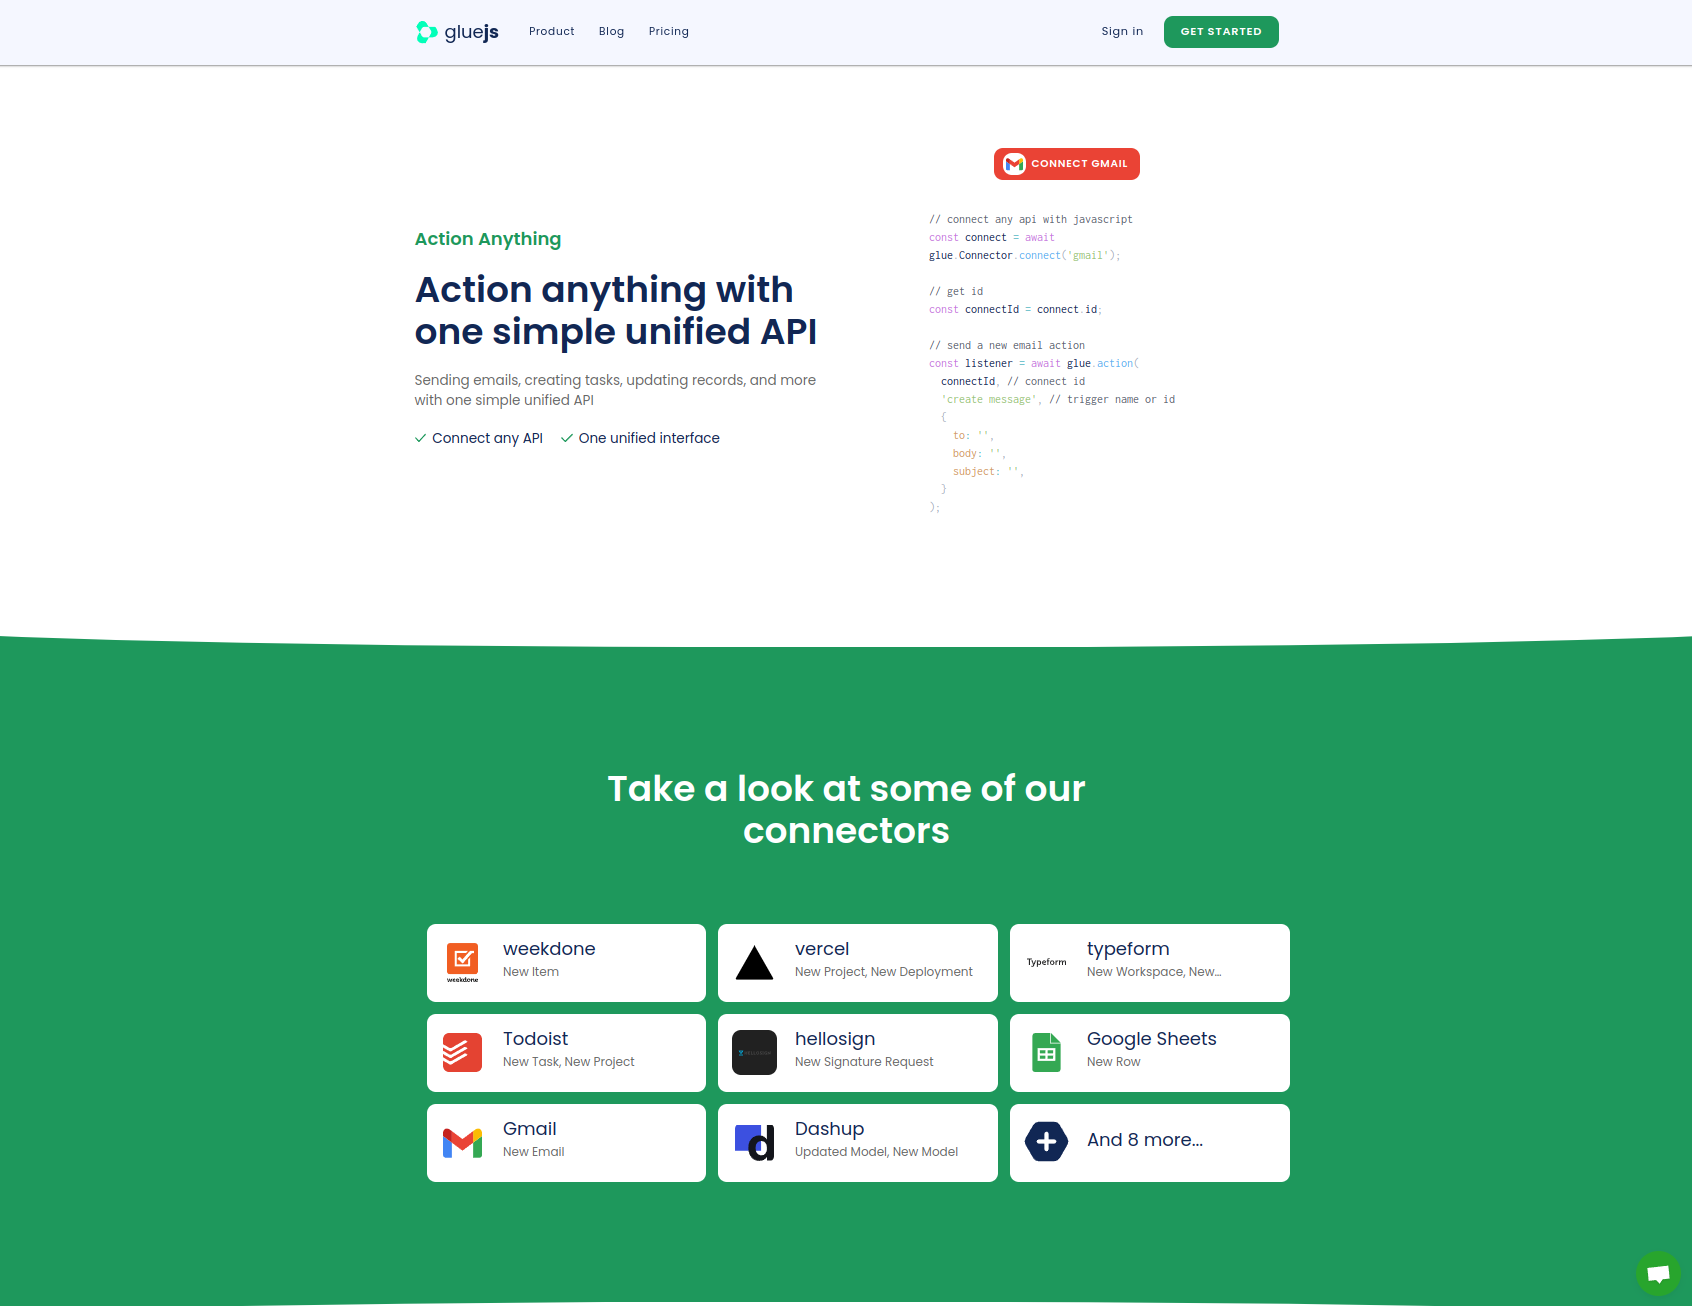 gluejs
Product
Blog
Pricing
Sign in
GET STARTED
CONNECT GMAIL
Action Anything
Action anything with
one simple unified API
Sending emails, creating tasks, updating records, and more
with one simple unified API
Connect any API
One unified interface
// connect any api with javascript
const connect = await
glue.Connector.connect('gmail');
// get id
const connectId = connect.id;
// send a new email action
const listener = await glue.action(
connectId, // connect id
'create message', // trigger name or id
{
to: '',
body: '',
subject: '',
}
);
Take a look at some of our
connectors
weekdone
weekdone
New Item
vercel
New Project, New Deployment
Typeform
typeform
New Workspace, New...
Todoist
New Task, New Project
hellosign
New Signature Request
Google Sheets
New Row
Gmail
New Email
d
Dashup
Updated Model, New Model
And 8 more...